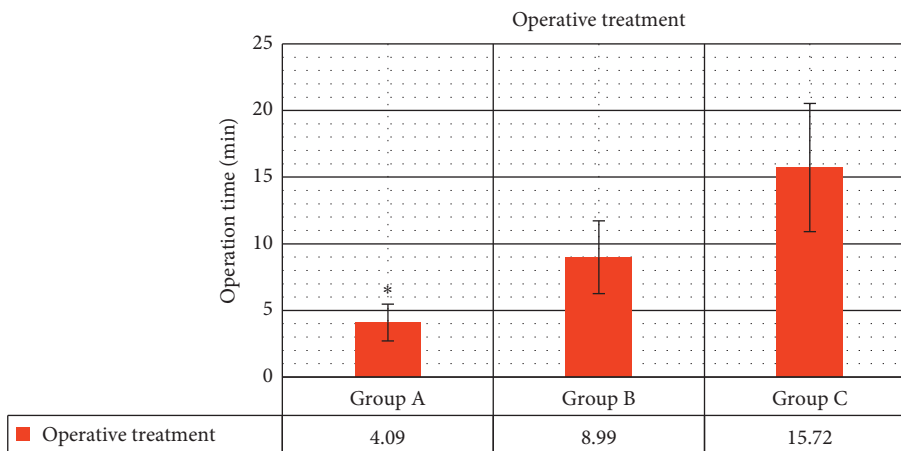 Operative treatment
25
20
15
10
5
0
Operation time (min)
*
Group A Group B Group C
Operative treatment 4.09 8.99 15.72